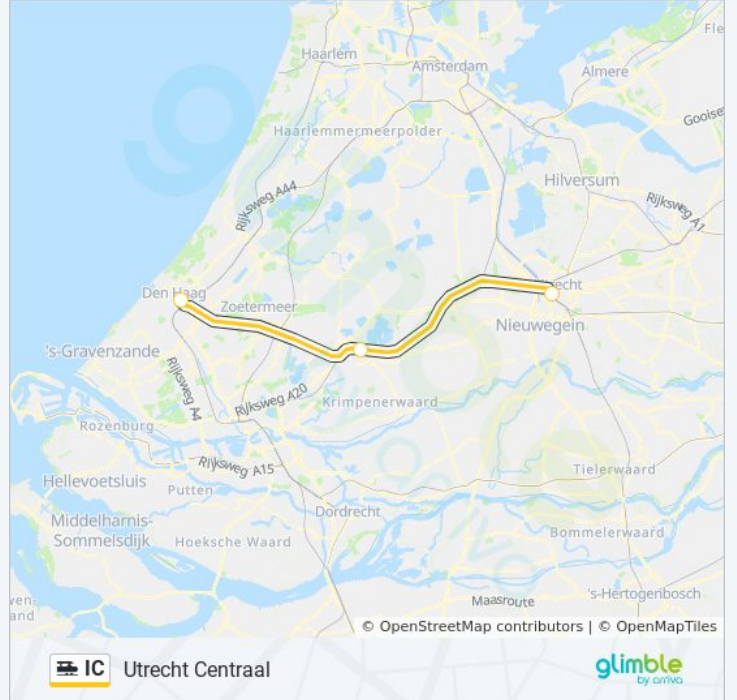 Haarlem
Amsterdam
Almere
Fle
Gooise
Haarlemmermeerpolder
Hilversum
Rijksweg A44
Rijksweg A1
Den Haag
Zoetermeer
recht
Nieuwegein
's-Gravenzande
Rijksweg A4
Rijksweg A20
Krimpenerwaard
Rozenburg
Rijksweg A15
Tielerwaard
Hellevoetsluis
Putten
Dordrecht
Middelharnis-
Sommelsdijk
Hoeksche Waard
Bommelerwaard
's-Hertogenbosch
wen-
and
Maasroute
© OpenStreetMap contributors | © OpenMapTiles
IC Utrecht Centraal
glimble
by arriva